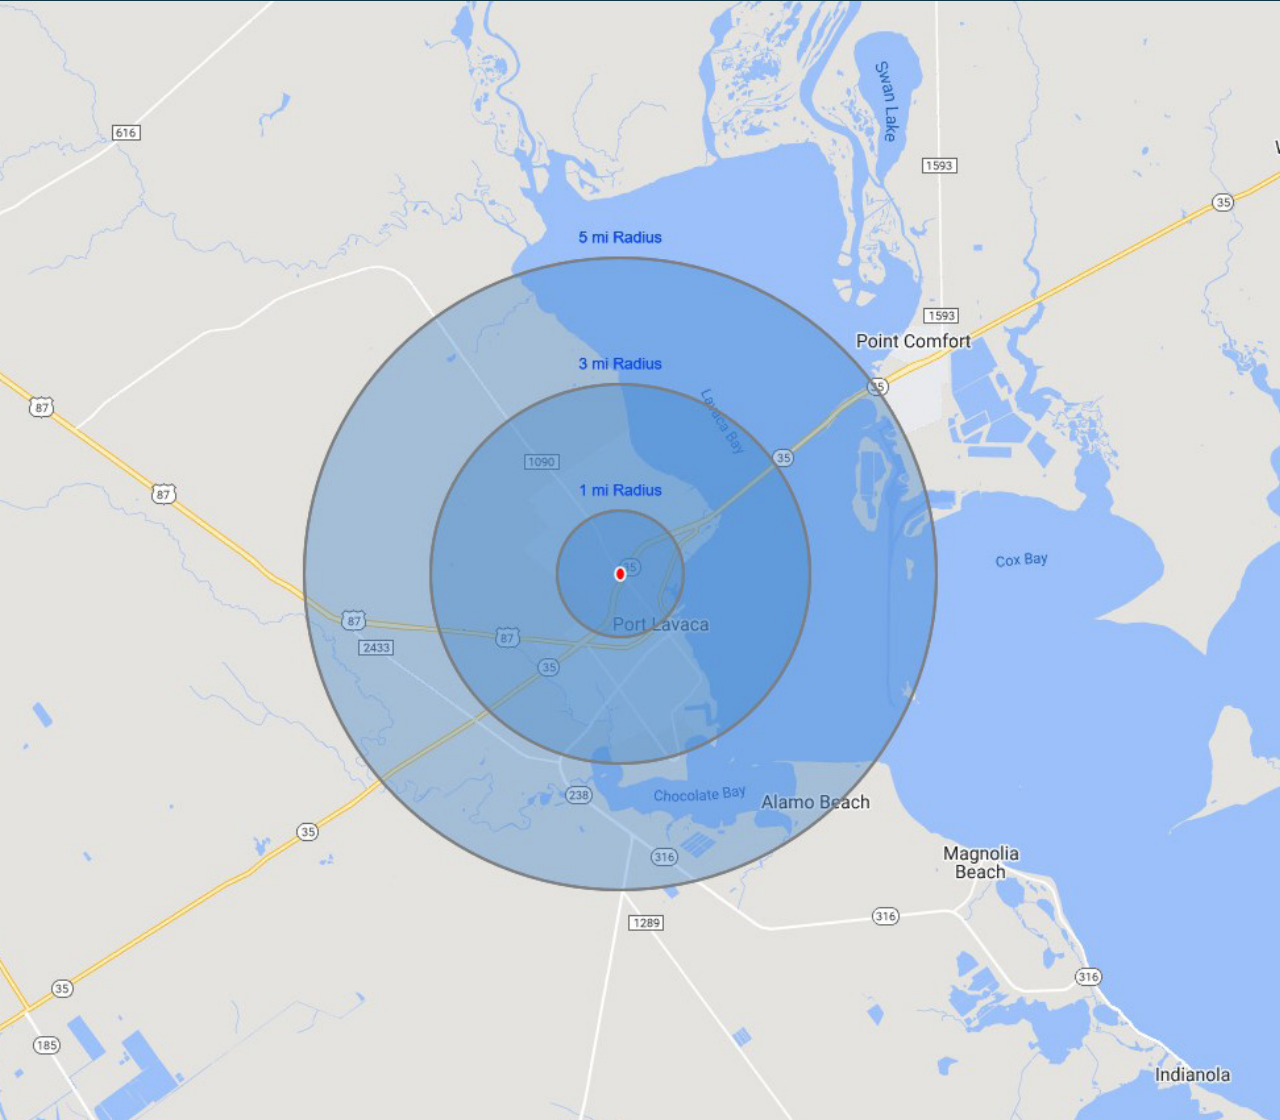 Swan Lake
616
1593
35
5 mi Radius
1593
Point Comfort
3 mi Radius
35
87
Lavaca Bay
35
1090
1 mi Radius
87
Cox Bay
35
87
Port Lavaca
87
2433
35
Chocolate Bay
238
Alamo Beach
35
316
Magnolia
Beach
316
1289
316
35
185
Indianola